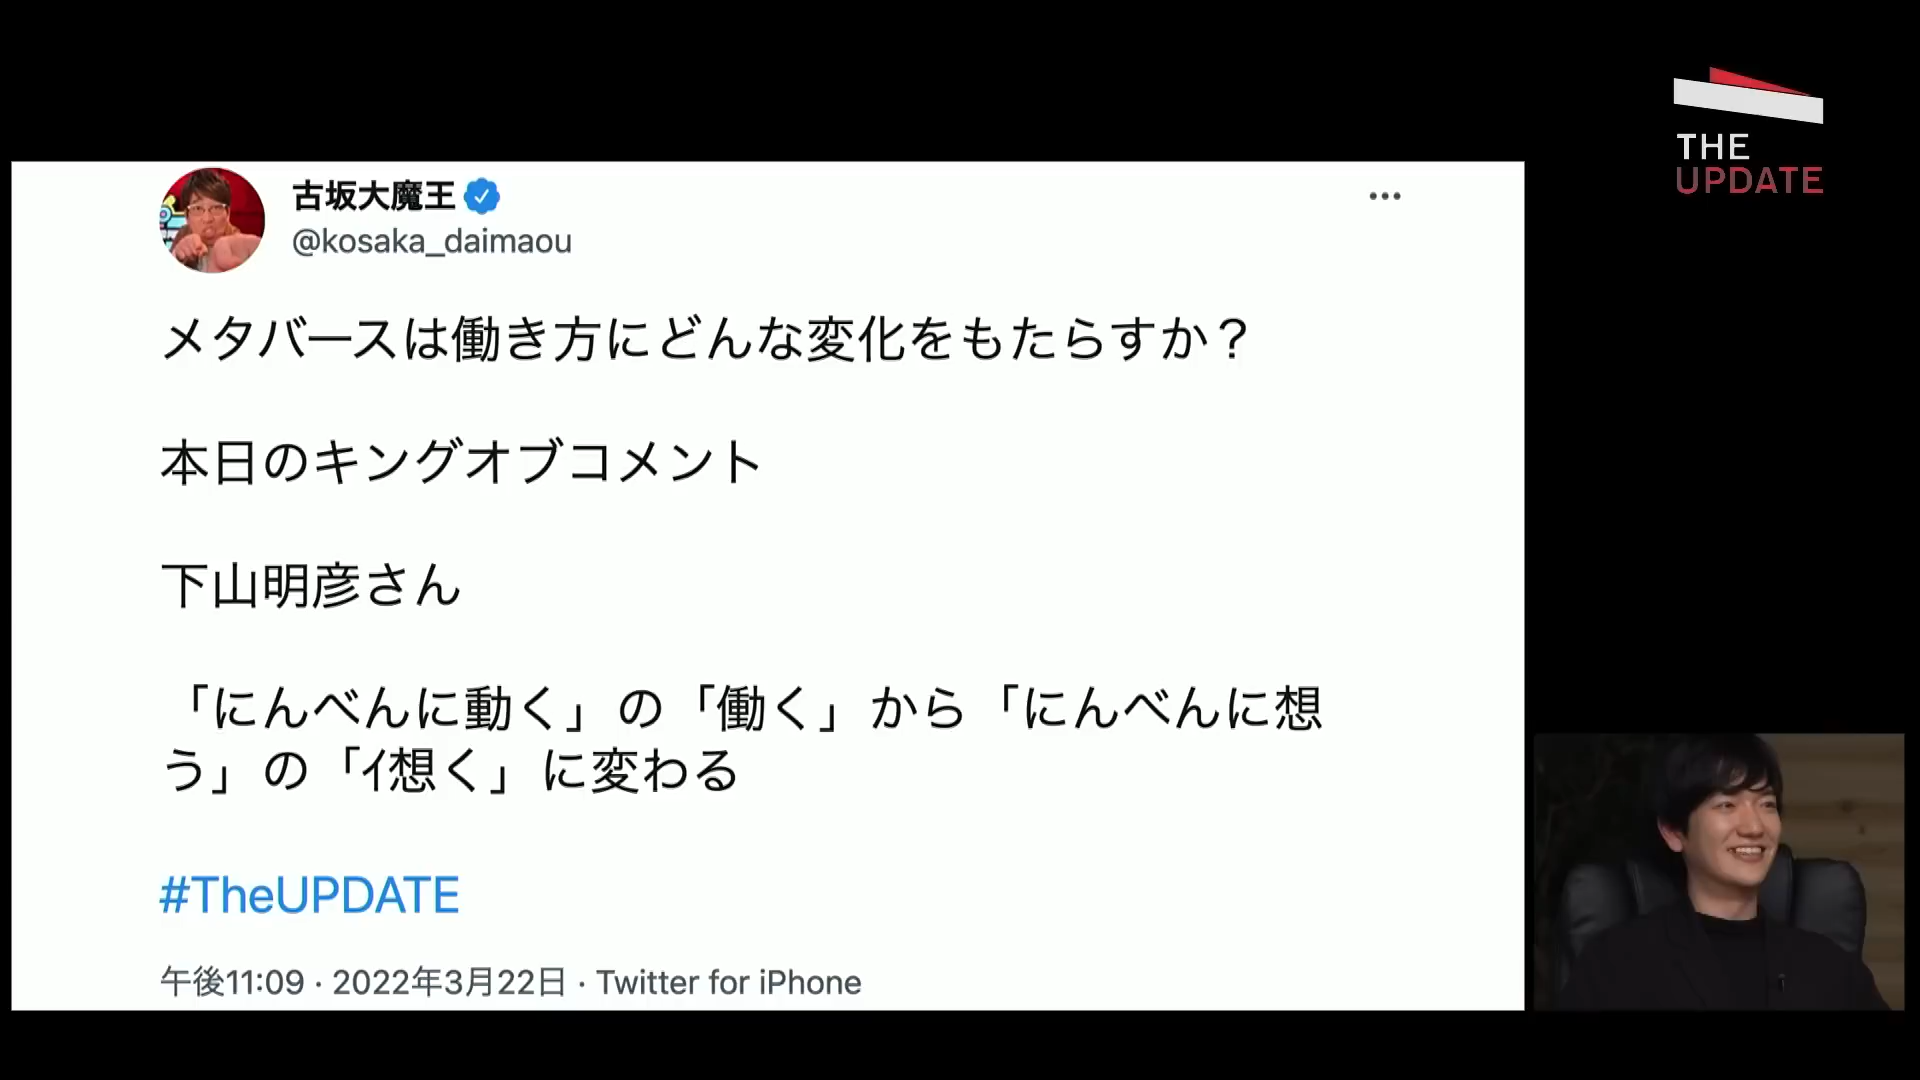 THE
UPDATE
古坂大魔王
@kosaka_daimaou
メタバースは働き方にどんな変化をもたらすか？
本日のキングオブコメント
下山明彦さん
「にんべんに動く」の「働く」から「にんべんに想
う」の「ｲ想く」に変わる
#TheUPDATE
午後11:09 · 2022年3月22日 · Twitter for iPhone